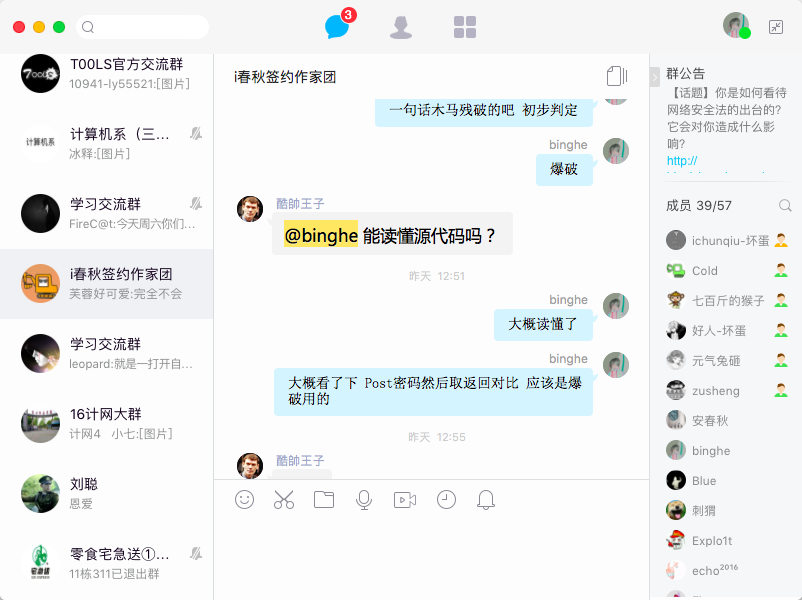 3
T00LS官方交流群
10941-ly55521:[图片]
计算机系（三...
冰释:[图片]
学习交流群
FireC@t:今天周六你们...
i春秋签约作家团
芙蓉好可爱:完全不会
学习交流群
leopard:就是一打开自...
16计网大群
计网4 小七:[图片]
刘聪
恩爱
零食宅急送①...
11栋311已退出群
i春秋签约作家团
一句话木马残破的吧 初步判定
binghe
爆破
酷帥王子
@binghe 能读懂源代码吗？
昨天 12:51
binghe
大概读懂了
binghe
大概看了下 Post密码然后取返回对比 应该是爆
破用的
昨天 12:55
酷帥王子
群公告
【话题】你是如何看待
网络安全法的出台的?
它会对你造成什么影
响?
http://
成员 39/57
ichunqiu-坏蛋
Cold
七百斤的猴子
好人-坏蛋
元气兔砸
zusheng
安春秋
binghe
Blue
刺猬
Explo1t
echo²⁰¹⁶